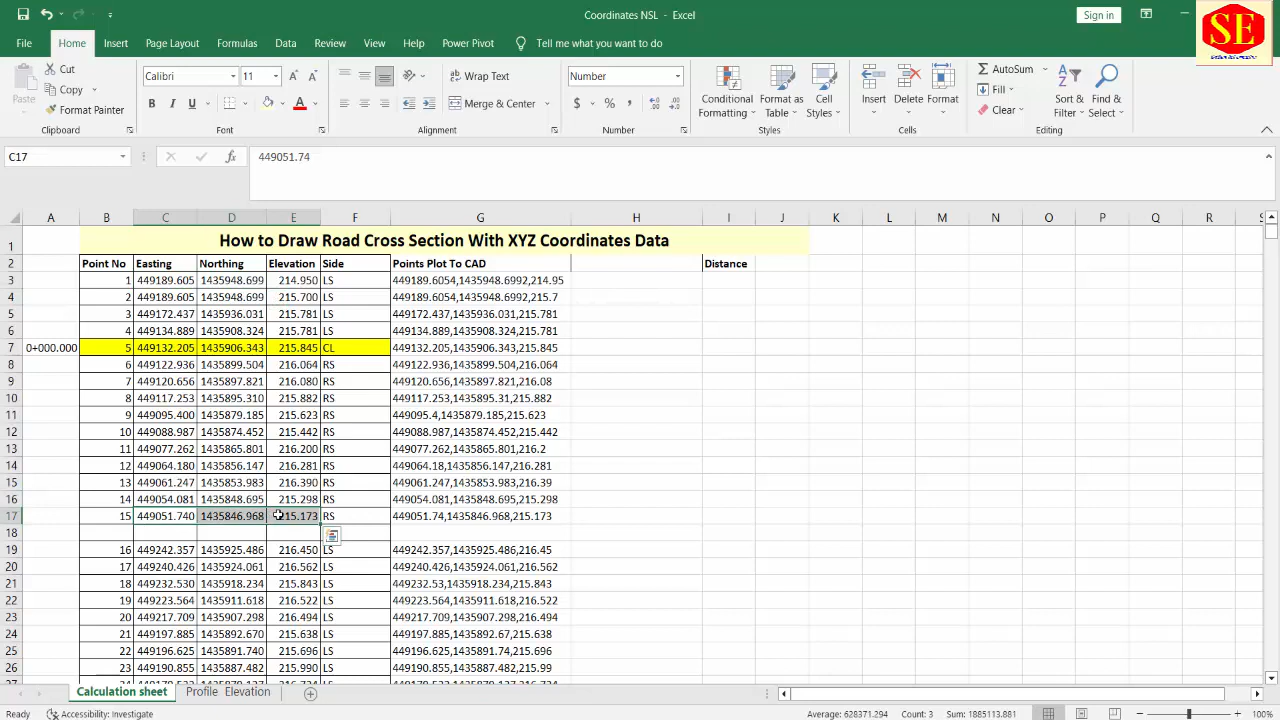 Coordinates NSL - Excel
Sign in
SE
File Home Insert Page Layout Formulas Data Review View Help Power Pivot Tell me what you want to do
Paste
Cut
Copy
Format Painter
Clipboard
Calibri 11
B I U
Font
Wrap Text
Merge & Center
Alignment
Number
$ % ,
Number
Conditional Formatting
Format as Table
Cell Styles
Styles
Insert Delete Format
Cells
AutoSum
Fill
Clear
Sort & Filter
Find & Select
Editing
C17 fx 449051.74
A B C D E F G H I J K L M N O P Q R S
1 How to Draw Road Cross Section With XYZ Coordinates Data
2 Point No Easting Northing Elevation Side Points Plot To CAD Distance
3 1 449189.605 1435948.699 214.950 LS 449189.6054,1435948.6992,214.95
4 2 449189.605 1435948.699 215.700 LS 449189.6054,1435948.6992,215.7
5 3 449172.437 1435936.031 215.781 LS 449172.437,1435936.031,215.781
6 4 449134.889 1435908.324 215.781 LS 449134.889,1435908.324,215.781
7 0+000.000 5 449132.205 1435906.343 215.845 CL 449132.205,1435906.343,215.845
8 6 449122.936 1435899.504 216.064 RS 449122.936,1435899.504,216.064
9 7 449120.656 1435897.821 216.080 RS 449120.656,1435897.821,216.08
10 8 449117.253 1435895.310 215.882 RS 449117.253,1435895.31,215.882
11 9 449095.400 1435879.185 215.623 RS 449095.4,1435879.185,215.623
12 10 449088.987 1435874.452 215.442 RS 449088.987,1435874.452,215.442
13 11 449077.262 1435865.801 216.200 RS 449077.262,1435865.801,216.2
14 12 449064.180 1435856.147 216.281 RS 449064.18,1435856.147,216.281
15 13 449061.247 1435853.983 216.390 RS 449061.247,1435853.983,216.39
16 14 449054.081 1435848.695 215.298 RS 449054.081,1435848.695,215.298
17 15 449051.740 1435846.968 215.173 RS 449051.74,1435846.968,215.173
18
19 16 449242.357 1435925.486 216.450 LS 449242.357,1435925.486,216.45
20 17 449240.426 1435924.061 216.562 LS 449240.426,1435924.061,216.562
21 18 449232.530 1435918.234 215.843 LS 449232.53,1435918.234,215.843
22 19 449223.564 1435911.618 216.522 LS 449223.564,1435911.618,216.522
23 20 449217.709 1435907.298 216.494 LS 449217.709,1435907.298,216.494
24 21 449197.885 1435892.670 215.638 LS 449197.885,1435892.67,215.638
25 22 449196.625 1435891.740 215.696 LS 449196.625,1435891.74,215.696
26 23 449190.855 1435887.482 215.990 LS 449190.855,1435887.482,215.99
Calculation sheet Profile Elevation
Ready Accessibility: Investigate Average: 628371.294 Count: 3 Sum: 1885113.881 100%